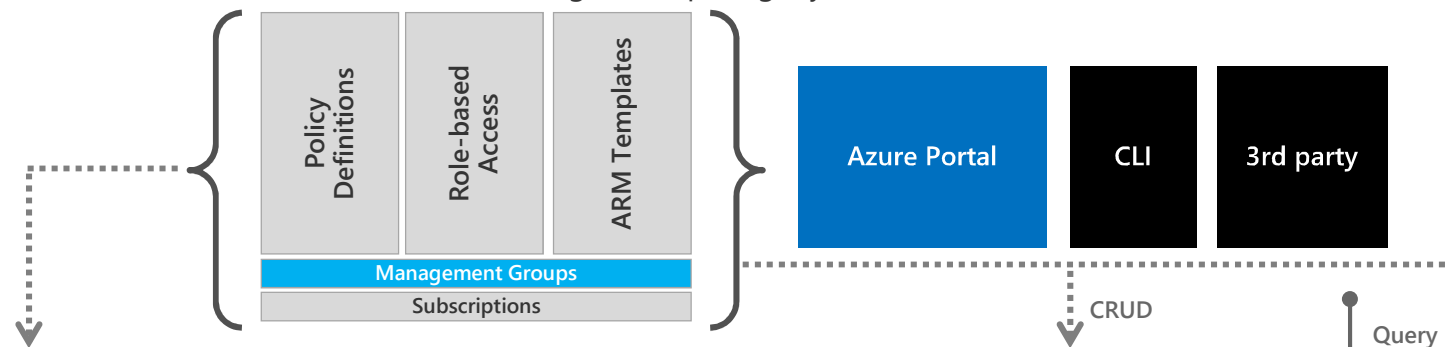 Policy
Definitions
Role-based
Access
ARM Templates
Management Groups
Subscriptions
Azure Portal
CLI
3rd party
CRUD
Query